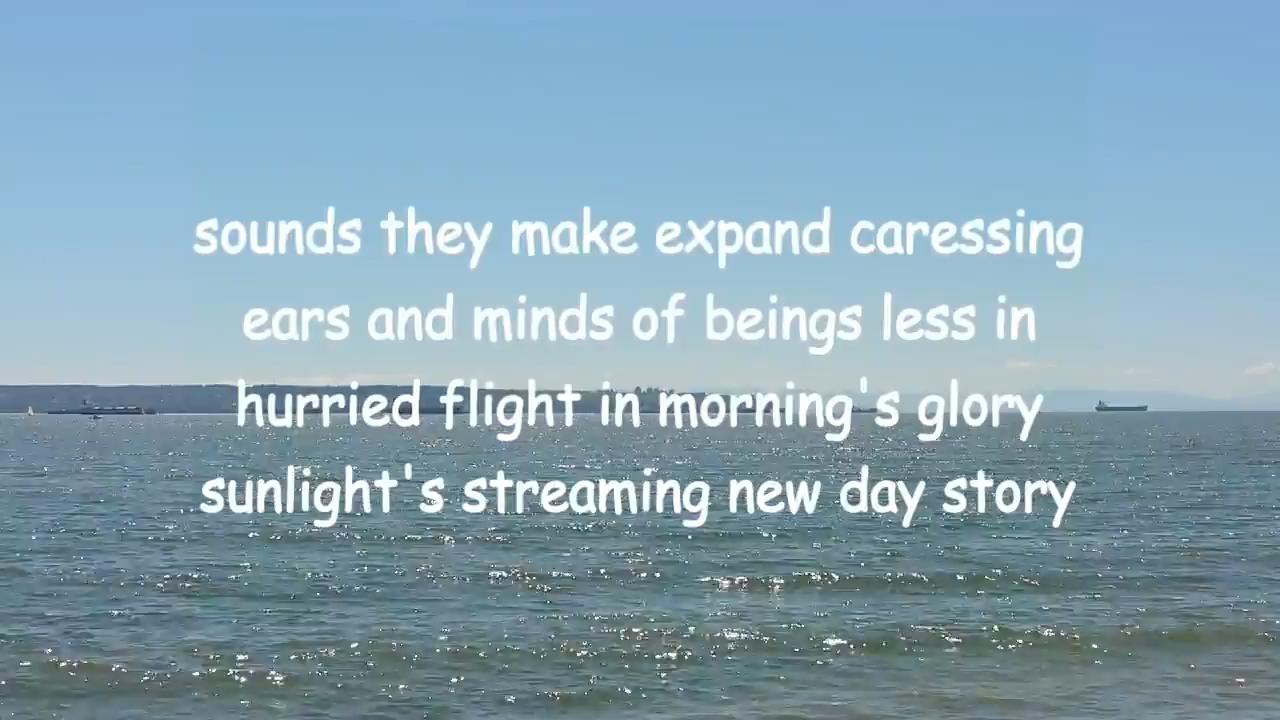 sounds they make expand caressing
ears and minds of beings less in
hurried flight in morning's glory
sunlight's streaming new day story